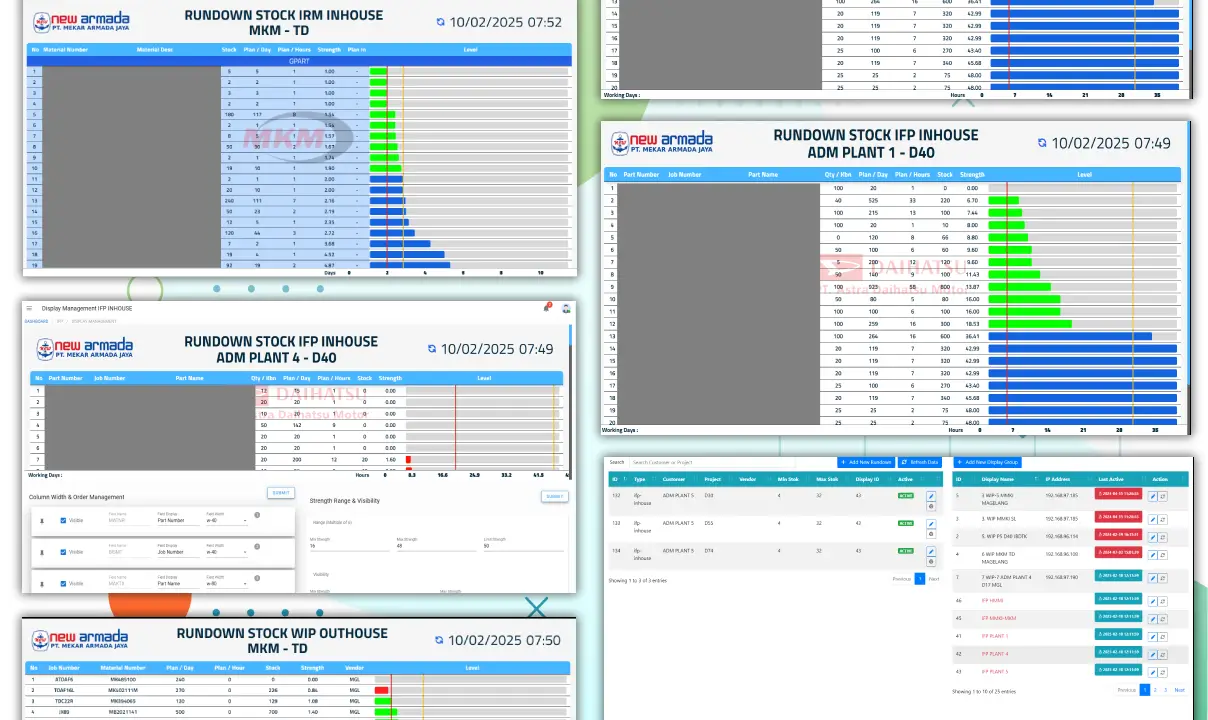 new armada
PT. MEKAR ARMADA JAYA
RUNDOWN STOCK IRM INHOUSE
MKM - TD
10/02/2025 07:52
No Material Number Material Desc Stock Plan / Day Plan / Hours Strength Plan In Level
GPART
1 3 3 1 1.00 -
2 2 2 1 1.00 -
3 3 3 1 1.00 -
4 2 2 1 1.00 -
5 180 117 8 1.54 -
6 2 1 1 1.54 -
7 8 5 1 1.57 -
8 50 30 2 1.67 -
9 2 1 1 1.74 -
10 19 10 1 1.90 -
11 2 1 1 2.00 -
12 20 10 1 2.00 -
13 240 111 7 2.16 -
14 50 23 2 2.19 -
15 12 5 1 2.35 -
16 120 44 3 2.72 -
17 7 2 1 3.68 -
18 19 4 1 4.52 -
19 92 19 2 4.87 -
MKM
Days 0 2 4 6 8 10
Display Management IFP INHOUSE
DASHBOARD / IFP / DISPLAY MANAGEMENT
new armada
PT. MEKAR ARMADA JAYA
RUNDOWN STOCK IFP INHOUSE
ADM PLANT 4 - D40
10/02/2025 07:49
No Part Number Job Number Part Name Qty / Kbn Plan / Day Plan / Hours Stock Strength Level
1 12 15 1 0 0.00
2 20 20 1 0 0.00
3 10 20 1 0 0.00
4 50 142 9 0 0.00
5 20 20 1 0 0.00
6 20 20 1 0 0.00
7 20 200 12 20 1.60
DAIHATSU
Astra Daihatsu Motor
Working Days : Hours 0 8.3 16.6 24.9 33.2 41.5
Column Width & Order Management
SUBMIT
Visible Field Name Field Display Part Number Field Width w-40
Visible Field Name Field Display Job Number Field Width w-40
Visible Field Name MAKTX Field Display Part Name Field Width w-80
Strength Range & Visibility
SUBMIT
Range (Multiple of n)
Min Strength Max Strength Limit Strength
16 48 50
Visibility
Min Strength Max Strength
new armada
PT. MEKAR ARMADA JAYA
RUNDOWN STOCK WIP OUTHOUSE
MKM - TD
10/02/2025 07:50
No Job Number Material Number Plan / Day Plan / Hour Stock Strength Vendor Level
1 ATDAF6 MK485100 240 0 0 0.00 MGL
2 TDAF16L MK402111M 270 0 226 0.84 MGL
3 TDC22R MK394069 120 0 129 1.08 MGL
4 JM8B MB2021141 500 0 700 1.40 MGL
13 100 264 16 600 36.41
14 20 119 7 320 42.99
15 20 119 7 320 42.99
16 20 119 7 320 42.99
17 25 100 6 270 43.40
18 20 119 7 340 45.68
19 25 25 2 75 48.00
20 25 25 2 75 48.00
Working Days : Hours 0 7 14 21 28 35
new armada
PT. MEKAR ARMADA JAYA
RUNDOWN STOCK IFP INHOUSE
ADM PLANT 1 - D40
10/02/2025 07:49
No Part Number Job Number Part Name Qty / Kbn Plan / Day Plan / Hours Stock Strength Level
1 100 20 1 0 0.00
2 40 525 33 220 6.70
3 100 215 13 100 7.44
4 100 20 1 10 8.00
5 0 120 8 66 8.80
6 50 100 6 60 9.60
7 5 200 12 120 9.60
8 50 140 9 100 11.43
9 100 923 58 800 13.87
10 50 80 5 80 16.00
11 100 100 6 100 16.00
12 100 259 16 300 18.53
13 100 264 16 600 36.41
14 20 119 7 320 42.99
15 20 119 7 320 42.99
16 20 119 7 320 42.99
17 25 100 6 270 43.40
18 20 119 7 340 45.68
19 25 25 2 75 48.00
20 25 25 2 75 48.00
DAIHATSU
PT. Astra Daihatsu Motor
Working Days : Hours 0 7 14 21 28 35
Search Search Customer or Project
+ Add New Rundown
Refresh Data
ID Type Customer Project Vendor Min Stok Max Stok Display ID Active
132 ifp-inhouse ADM PLANT 5 D30 4 32 43 ACTIVE
133 ifp-inhouse ADM PLANT 5 D55 4 32 43 ACTIVE
134 ifp-inhouse ADM PLANT 5 D74 4 32 43 ACTIVE
Showing 1 to 3 of 3 entries
Previous 1 Next
+ Add New Display Group
ID Display Name IP Address Last Active Action
3. WIP-5 MMKI MAGELANG 192.168.97.185
3 3. WIP MMKI SL 192.168.97.185
2 5. WIP P5 D40 IBOTK 192.168.96.114
4 6 WIP MKM TD MAGELANG 192.168.96.100
7 7 WIP-7 ADM PLANT 4 D17 MGL 192.168.97.190
46 IFP HMMI
45 IFP MMKI-MKM
41 IFP PLANT 1
42 IFP PLANT 4
43 IFP PLANT 5
Showing 1 to 10 of 25 entries
Previous 1 2 3 Next